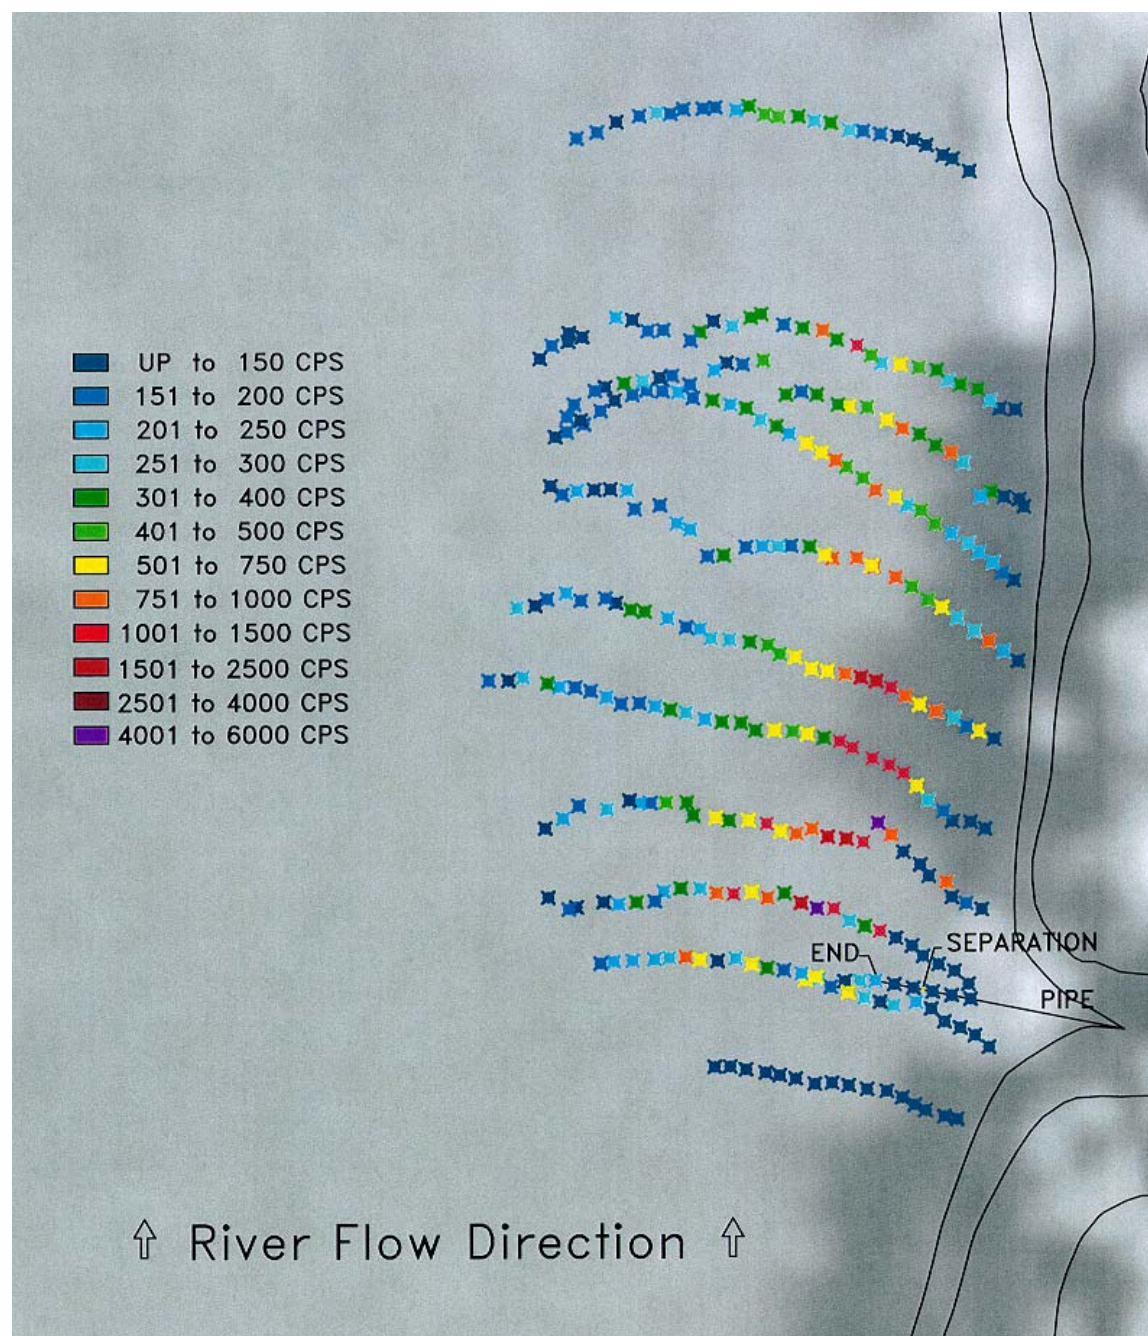 UP to 150 CPS
151 to 200 CPS
201 to 250 CPS
251 to 300 CPS
301 to 400 CPS
401 to 500 CPS
501 to 750 CPS
751 to 1000 CPS
1001 to 1500 CPS
1501 to 2500 CPS
2501 to 4000 CPS
4001 to 6000 CPS
SEPARATION
END
PIPE
River Flow Direction